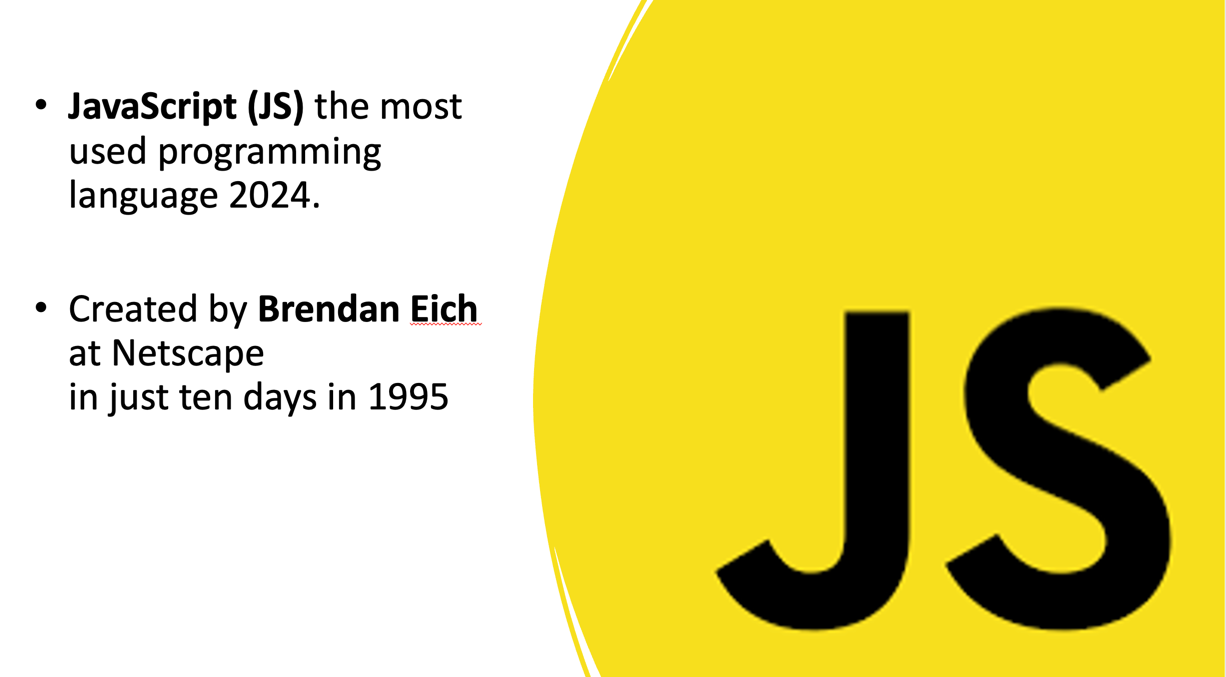 • JavaScript (JS) the most
used programming
language 2024.
• Created by Brendan Eich
at Netscape
in just ten days in 1995
JS